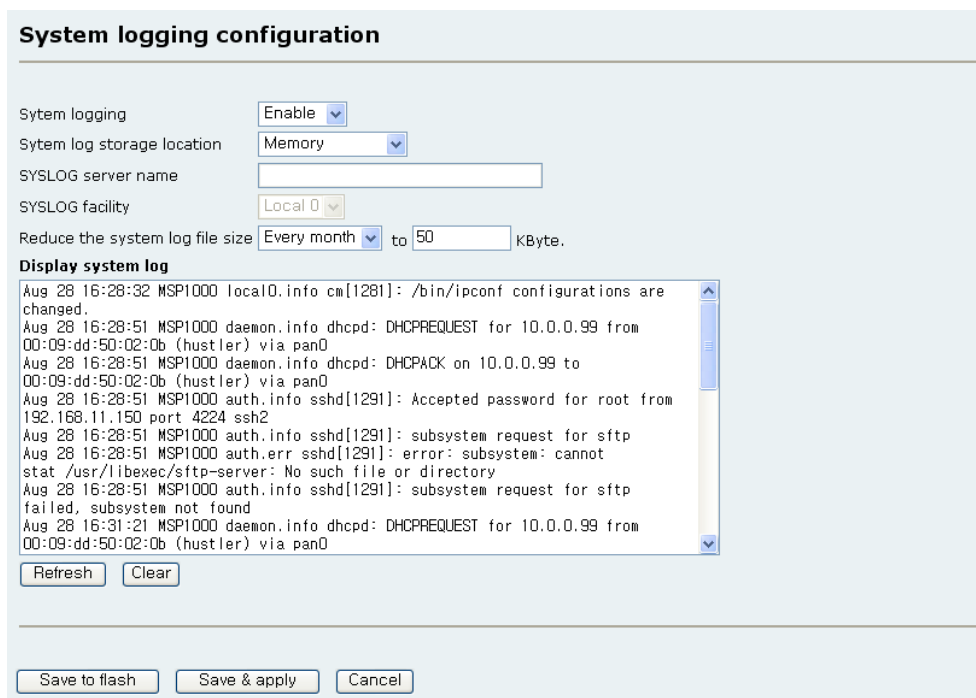 System logging configuration
Sytem logging Enable
Sytem log storage location Memory
SYSLOG server name
SYSLOG facility Local 0
Reduce the system log file size Every month to 50 KByte.
Display system log
Aug 28 16:28:32 MSP1000 local0.info cm[1281]: /bin/ipconf configurations are
changed.
Aug 28 16:28:51 MSP1000 daemon.info dhcpd: DHCPREQUEST for 10.0.0.99 from
00:09:dd:50:02:0b (hustler) via pan0
Aug 28 16:28:51 MSP1000 daemon.info dhcpd: DHCPACK on 10.0.0.99 to
00:09:dd:50:02:0b (hustler) via pan0
Aug 28 16:28:51 MSP1000 auth.info sshd[1291]: Accepted password for root from
192.168.11.150 port 4224 ssh2
Aug 28 16:28:51 MSP1000 auth.info sshd[1291]: subsystem request for sftp
Aug 28 16:28:51 MSP1000 auth.err sshd[1291]: error: subsystem: cannot
stat /usr/libexec/sftp-server: No such file or directory
Aug 28 16:28:51 MSP1000 auth.info sshd[1291]: subsystem request for sftp
failed, subsystem not found
Aug 28 16:31:21 MSP1000 daemon.info dhcpd: DHCPREQUEST for 10.0.0.99 from
00:09:dd:50:02:0b (hustler) via pan0
Refresh Clear
Save to flash Save & apply Cancel